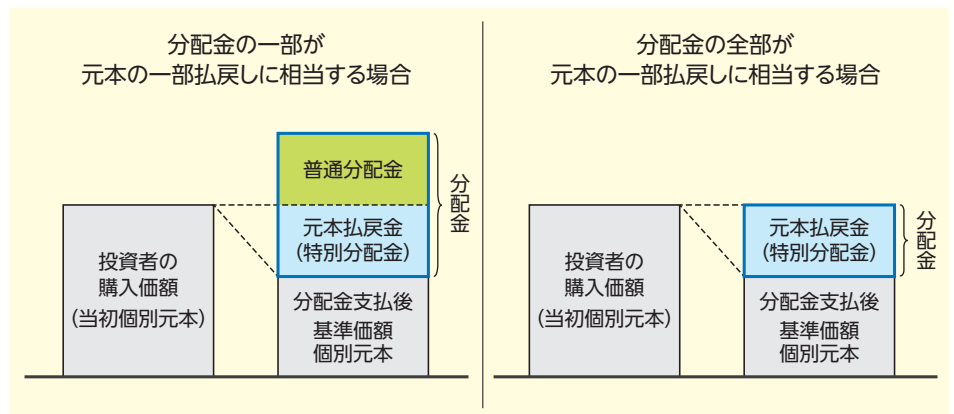 分配金の一部が
元本の一部払戻しに相当する場合
普通分配金
元本払戻金
(特別分配金)
分配金
投資者の
購入価額
(当初個別元本)
分配金支払後
基準価額
個別元本
分配金の全部が
元本の一部払戻しに相当する場合
元本払戻金
(特別分配金)
分配金
投資者の
購入価額
(当初個別元本)
分配金支払後
基準価額
個別元本